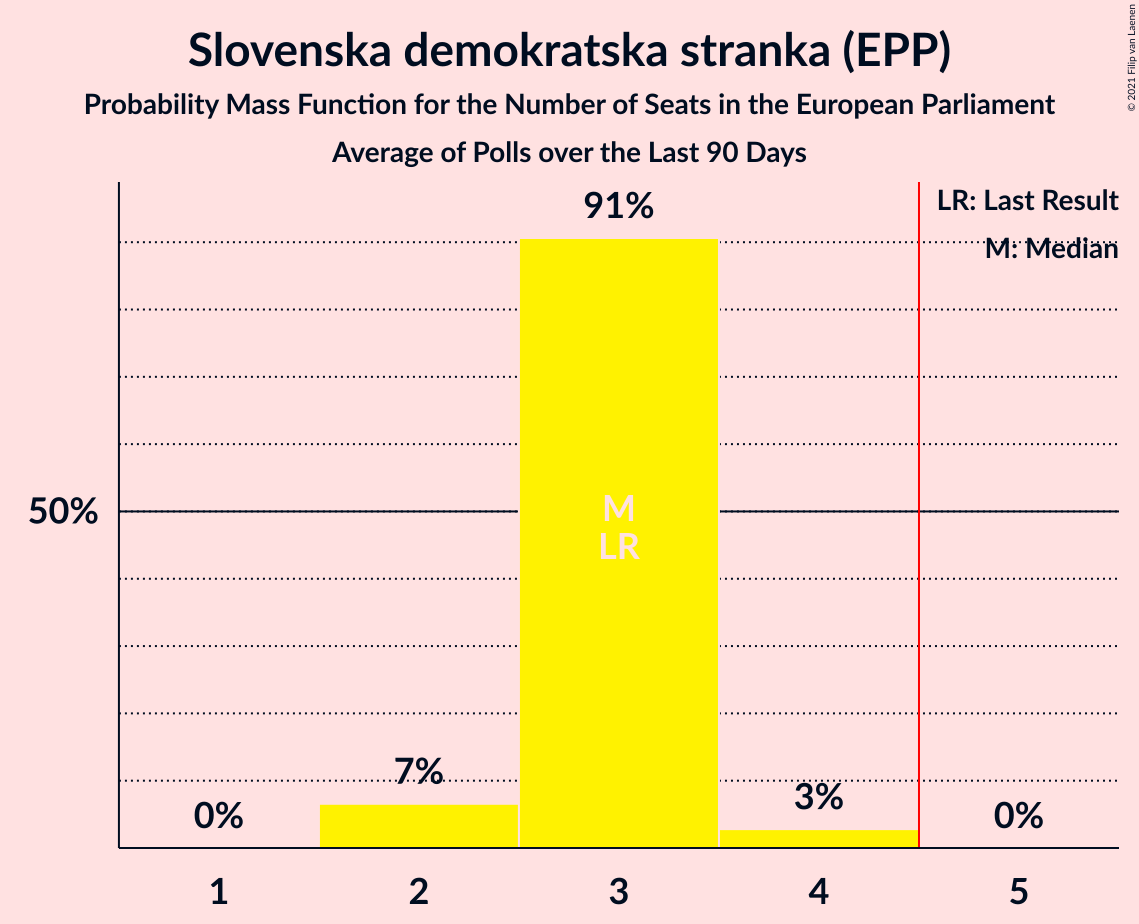 Slovenska demokratska stranka (EPP)
Probability Mass Function for the Number of Seats in the European Parliament
Average of Polls over the Last 90 Days
© 2021 Filip van Laenen
LR: Last Result
M: Median
91%
50%
M
LR
7%
3%
0%
0%
1 2 3 4 5